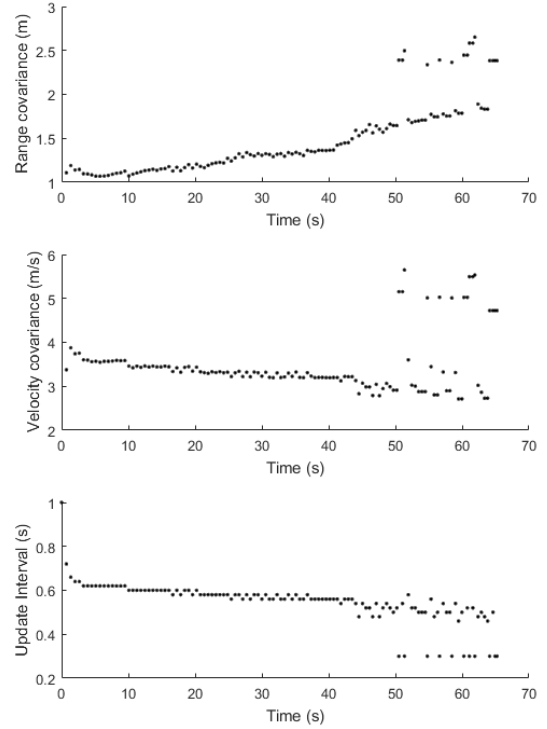 3
2.5
2
1.5
1
Range covariance (m)
0 10 20 30 40 50 60 70
Time (s)
6
5
4
3
2
Velocity covariance (m/s)
0 10 20 30 40 50 60 70
Time (s)
1
0.8
0.6
0.4
0.2
Update Interval (s)
0 10 20 30 40 50 60 70
Time (s)